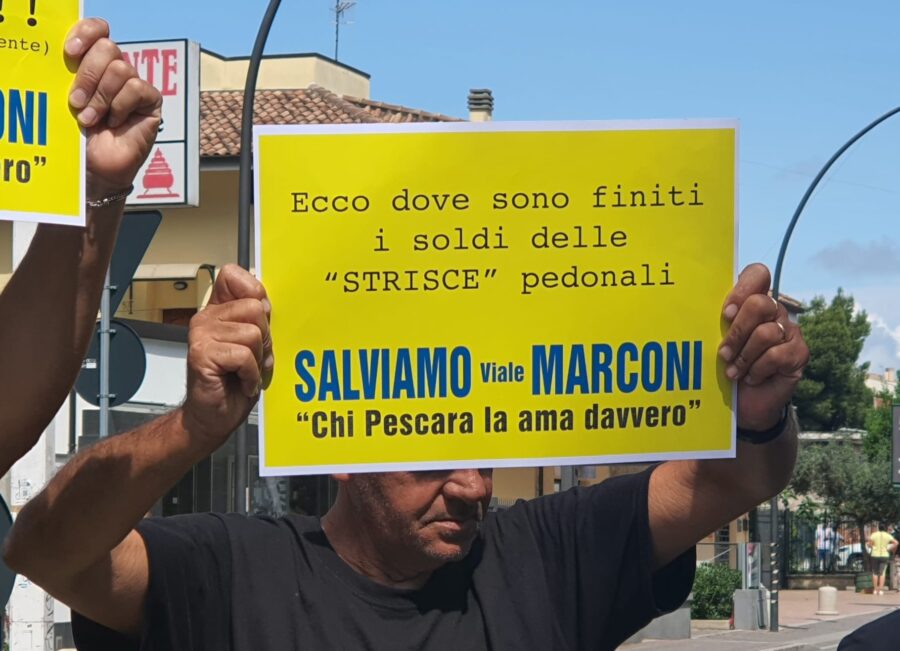 !!
ente)
ONI
ro”
NTE
Ecco dove sono finiti
i soldi delle
“STRISCE” pedonali
SALVIAMO Viale MARCONI
“Chi Pescara la ama davvero”